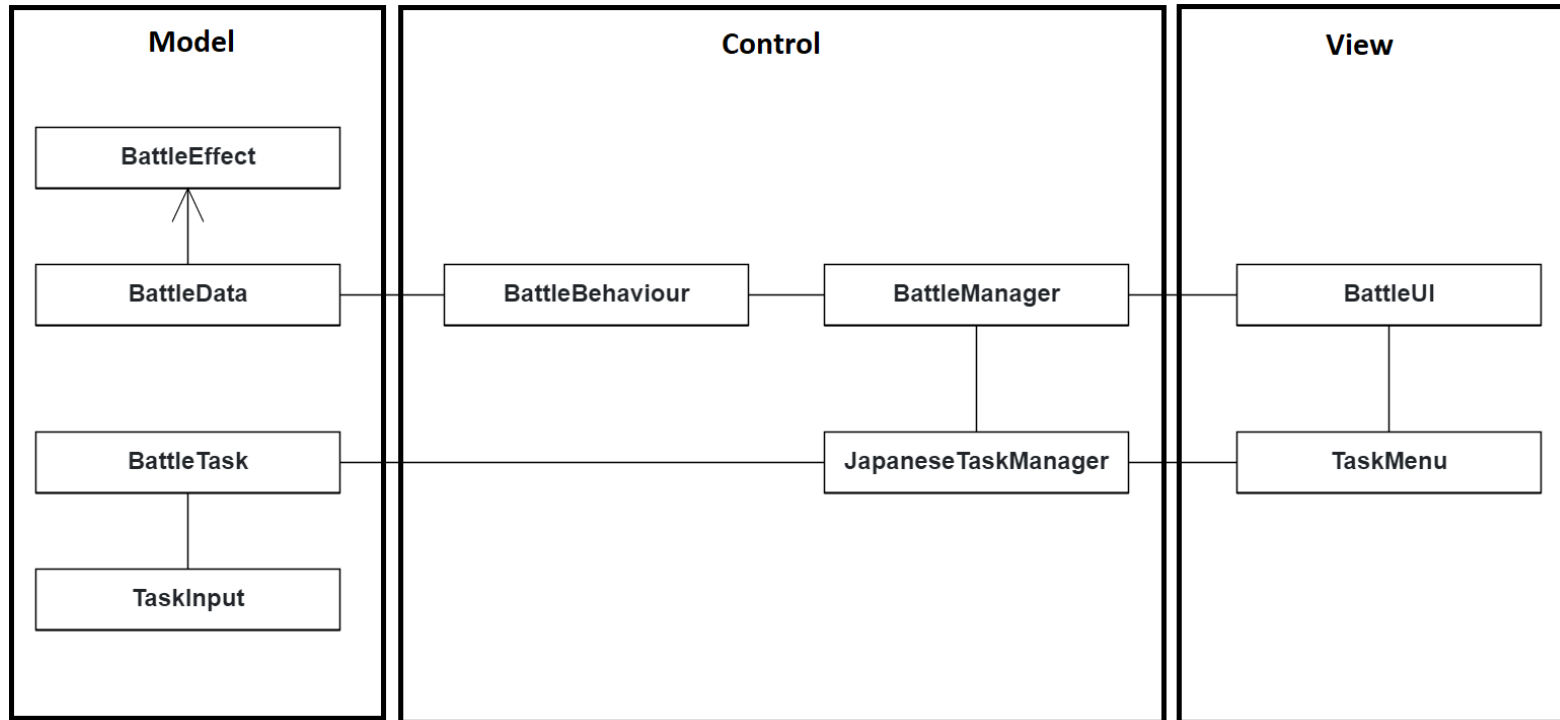 Model
Control
View
BattleEffect
BattleData
BattleBehaviour
BattleManager
BattleUI
BattleTask
JapaneseTaskManager
TaskMenu
TaskInput